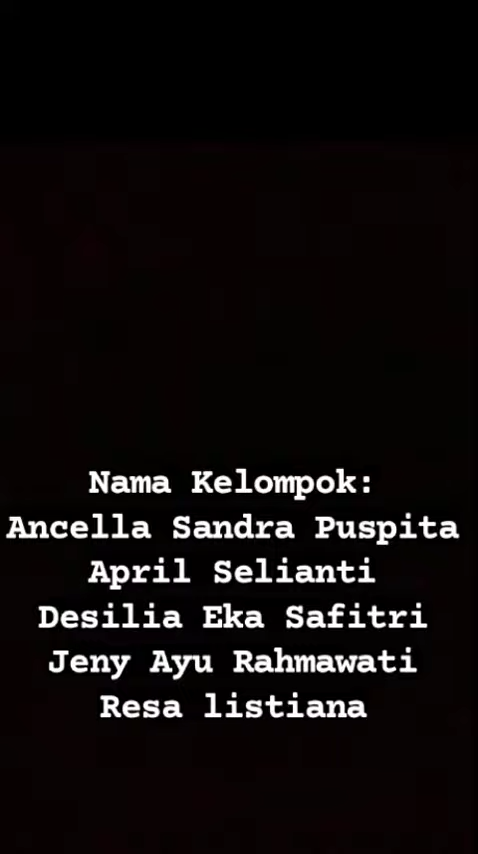 Nama Kelompok:
Ancella Sandra Puspita
April Selianti
Desilia Eka Safitri
Jeny Ayu Rahmawati
Resa listiana